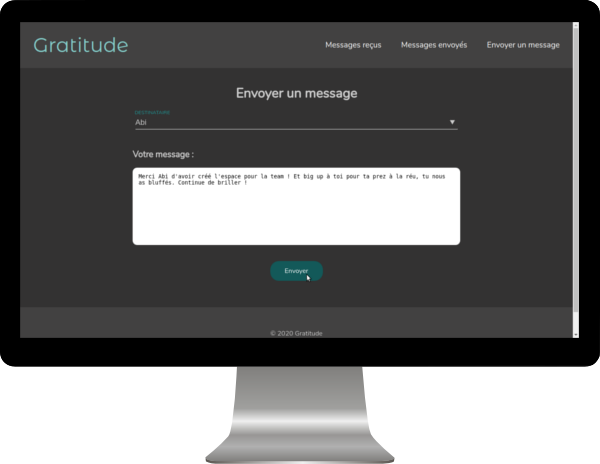 Gratitude
Messages reçus Messages envoyés Envoyer un message
Envoyer un message
DESTINATAIRE
Abi
Votre message :
Merci Abi d'avoir créé l'espace pour la team ! Et big up à toi pour ta prez à la réu, tu nous
as bluffés. Continue de briller !
Envoyer
© 2020 Gratitude